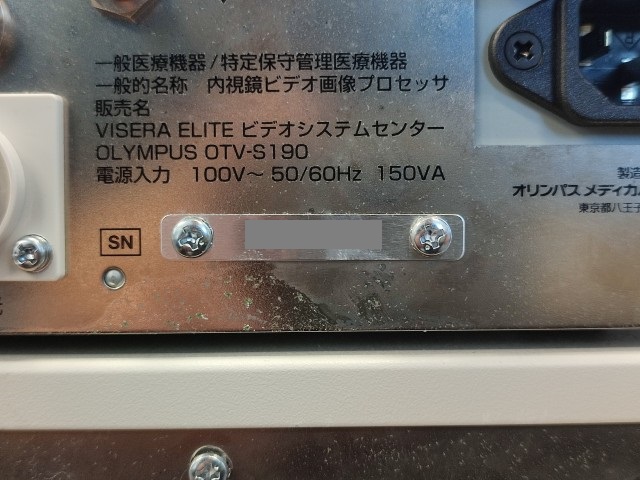 一般医療機器/特定保守管理医療機器
一般的名称 内視鏡ビデオ画像プロセッサ
販売名
VISERA ELITE ビデオシステムセンター
OLYMPUS OTV-S190
電源入力 100V～ 50/60Hz 150VA
製造
オリンパス メディカ
東京都八王子
SN